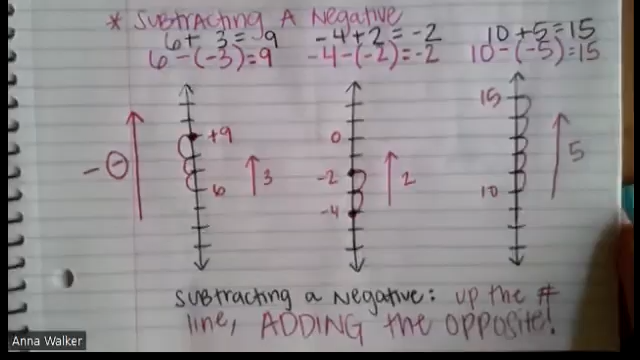 * SUBTRACTING A NEGATIVE
6 + 3 = 9 -4+2 = -2 10 +5=15
6 -(-3)=9 -4-(-2)=-2 10-(-5)=15
15
+9 0
-⊖ 3 -2 2 5
6 -4 10
SUBTRACTING a NEGATIVE: up the #
line, ADDING the OPPOSITE!
Anna Walker